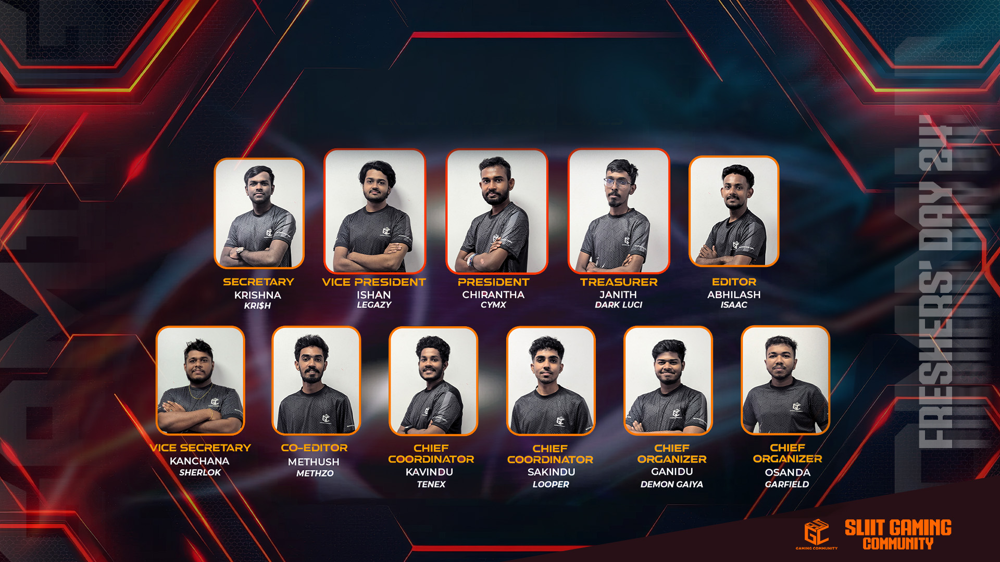 SECRETARY
KRISHNA
KRI$H
VICE PRESIDENT
ISHAN
LEGAZY
PRESIDENT
CHIRANTHA
CYMX
TREASURER
JANITH
DARK LUCI
EDITOR
ABHILASH
ISAAC
VICE SECRETARY
KANCHANA
SHERLOK
CO-EDITOR
METHUSH
METHZO
CHIEF
COORDINATOR
KAVINDU
TENEX
CHIEF
COORDINATOR
SAKINDU
LOOPER
CHIEF
ORGANIZER
GANIDU
DEMON GAIYA
CHIEF
ORGANIZER
OSANDA
GARFIELD
FRESHERS' DAY 24'
GAMING COMMUNITY
SLIIT GAMING
COMMUNITY